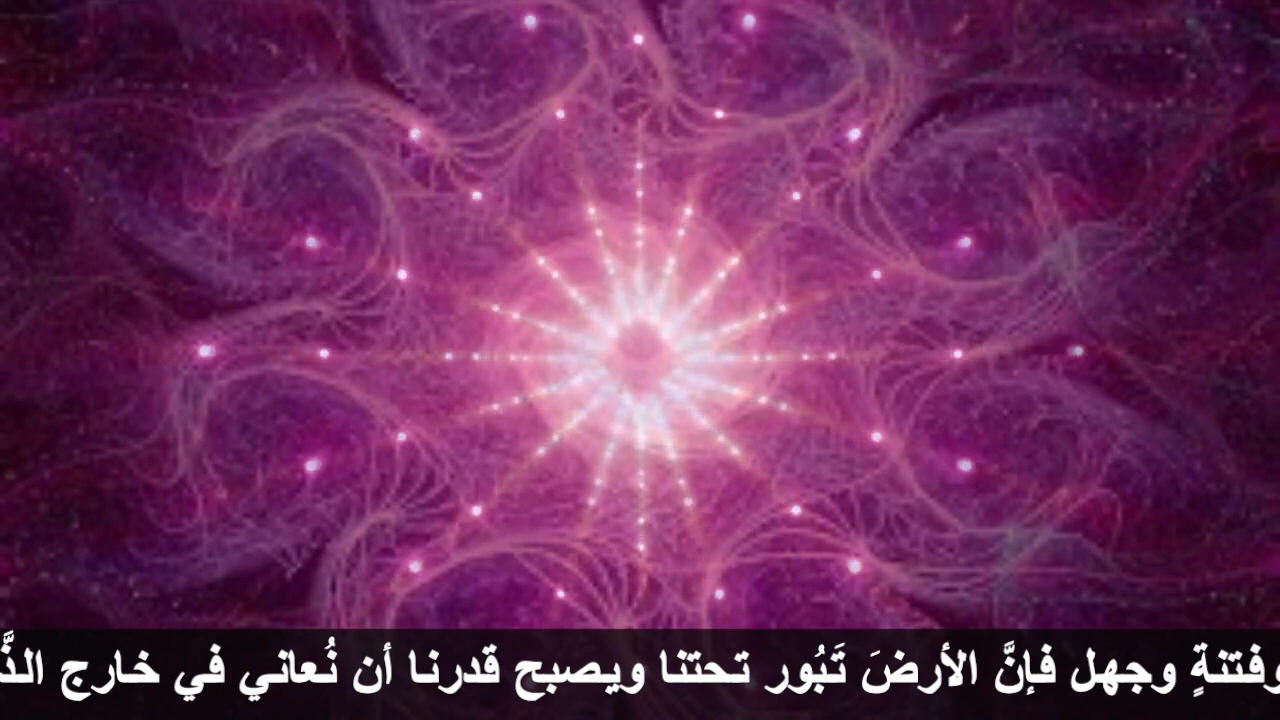 وفتنةٍ وجهل فإنَّ الأرضَ تَبُور تحتنا ويصبح قدرنا أن نُعاني في خارج